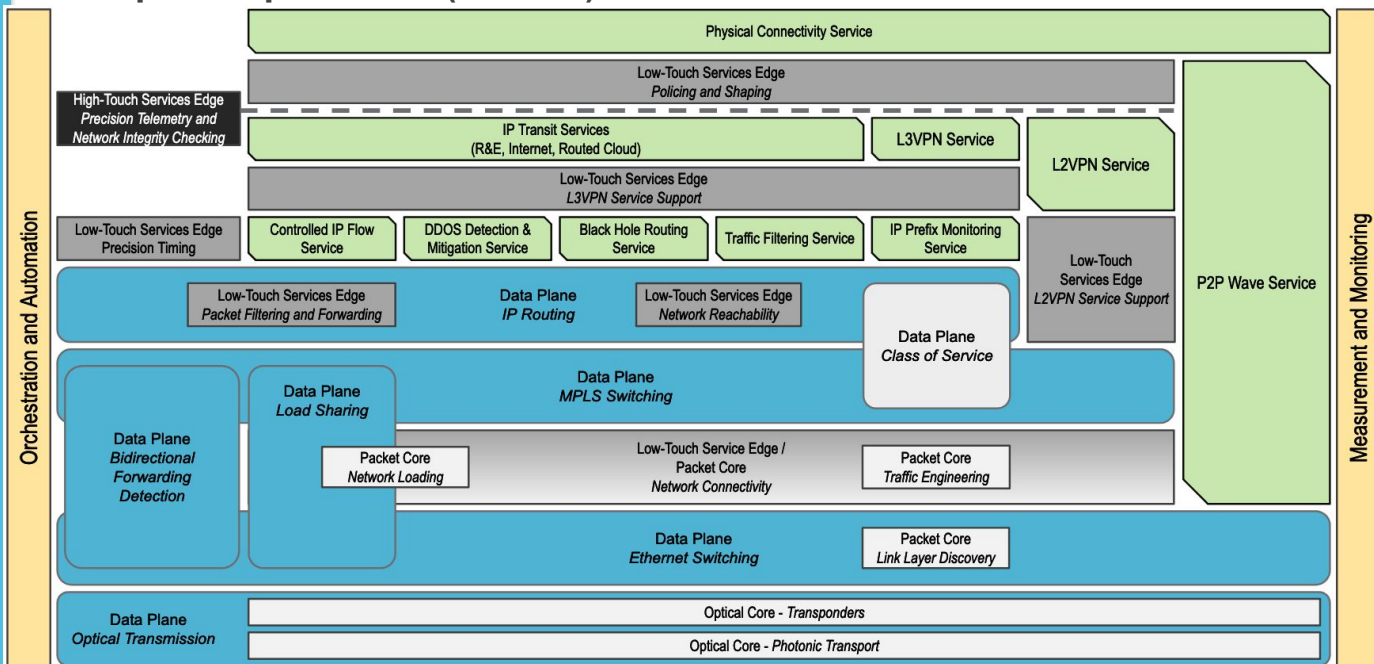 Orchestration and Automation
Physical Connectivity Service
Low-Touch Services Edge
Policing and Shaping
High-Touch Services Edge
Precision Telemetry and
Network Integrity Checking
IP Transit Services
(R&E, Internet, Routed Cloud)
L3VPN Service
L2VPN Service
Low-Touch Services Edge
L3VPN Service Support
Low-Touch Services Edge
Precision Timing
Controlled IP Flow
Service
DDOS Detection &
Mitigation Service
Black Hole Routing
Service
Traffic Filtering Service
IP Prefix Monitoring
Service
Low-Touch
Services Edge
L2VPN Service Support
P2P Wave Service
Low-Touch Services Edge
Packet Filtering and Forwarding
Data Plane
IP Routing
Low-Touch Services Edge
Network Reachability
Data Plane
Class of Service
Data Plane
MPLS Switching
Data Plane
Load Sharing
Data Plane
Bidirectional
Forwarding
Detection
Packet Core
Network Loading
Low-Touch Service Edge /
Packet Core
Network Connectivity
Packet Core
Traffic Engineering
Data Plane
Ethernet Switching
Packet Core
Link Layer Discovery
Data Plane
Optical Transmission
Optical Core - Transponders
Optical Core - Photonic Transport
Measurement and Monitoring